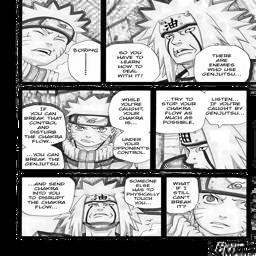 THERE
ARE
ENEMIES
WHO USE
GENJUTSU...
油
SO YOU
HAVE TO
LEARN
HOW TO
DEAL
WITH IT!
BORING
LISTEN...
IF YOU'RE
CAUGHT BY
GENJUTSU...
...TRY TO STOP
YOUR CHAKRA
FLOW AS
MUCH AS
POSSIBLE.
WHILE
YOU'RE
CAUGHT,
YOUR
CHAKRA
IS...
UNDER
YOUR
OPPONENT'S
CONTROL.
IF YOU
CAN BREAK
THAT
CONTROL
AND
DISTURB
THE
CHAKRA
FLOW...
...YOU CAN
BREAK THE
GENJUTSU.
WHAT
IF I
STILL
CAN'T
BREAK
IT?
SOMEONE
ELSE
HAS TO
PHYSICALLY
TOUCH
YOU...
油
...AND SEND
CHAKRA
INTO YOU
TO DISRUPT
THE CHAKRA
FLOW...